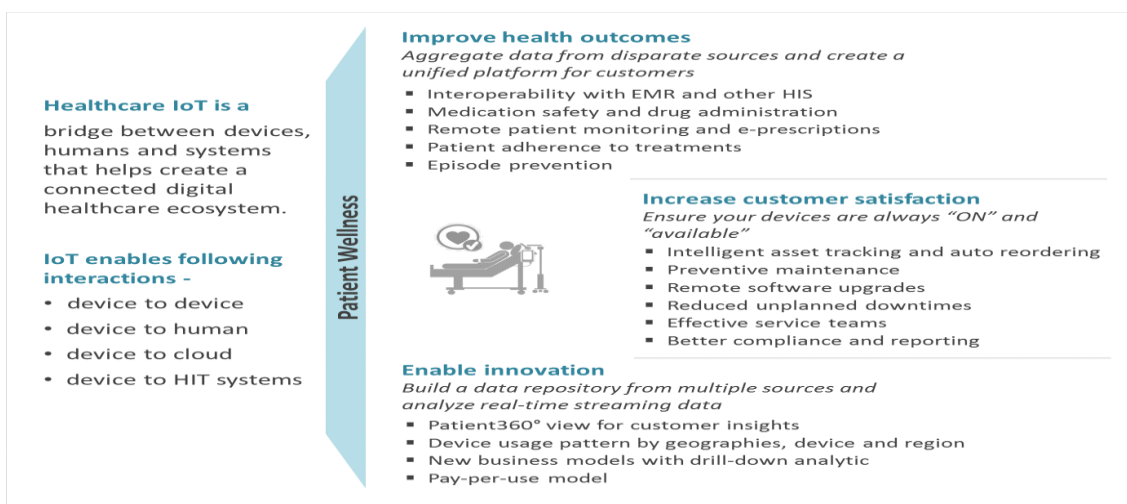 Healthcare IoT is a
bridge between devices,
humans and systems
that helps create a
connected digital
healthcare ecosystem.
IoT enables following
interactions -
• device to device
• device to human
• device to cloud
• device to HIT systems
Patient Wellness
Improve health outcomes
Aggregate data from disparate sources and create a
unified platform for customers
▪ Interoperability with EMR and other HIS
▪ Medication safety and drug administration
▪ Remote patient monitoring and e-prescriptions
▪ Patient adherence to treatments
▪ Episode prevention
Increase customer satisfaction
Ensure your devices are always “ON” and
“available”
▪ Intelligent asset tracking and auto reordering
▪ Preventive maintenance
▪ Remote software upgrades
▪ Reduced unplanned downtimes
▪ Effective service teams
▪ Better compliance and reporting
Enable innovation
Build a data repository from multiple sources and
analyze real-time streaming data
▪ Patient360° view for customer insights
▪ Device usage pattern by geographies, device and region
▪ New business models with drill-down analytic
▪ Pay-per-use model